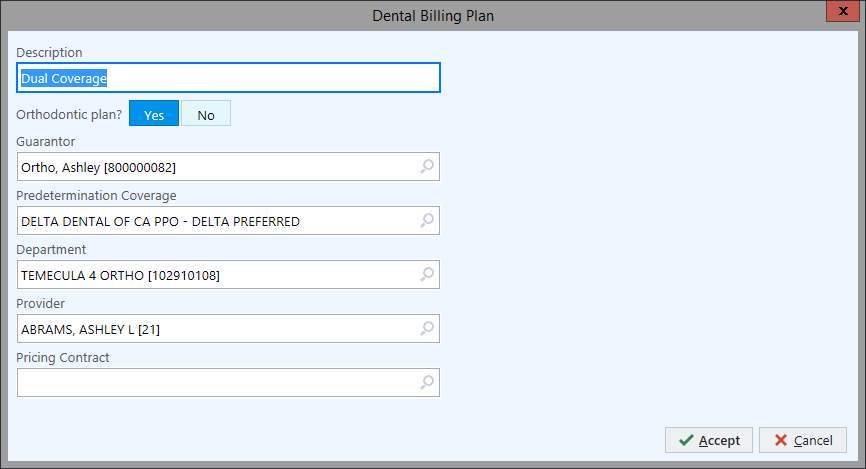 Dental Billing Plan
x
Description
Dual Coverage
Orthodontic plan? Yes No
Guarantor
Ortho, Ashley [800000082]
Predetermination Coverage
DELTA DENTAL OF CA PPO - DELTA PREFERRED
Department
TEMECULA 4 ORTHO [102910108]
Provider
ABRAMS, ASHLEY L [21]
Pricing Contract
Accept Cancel